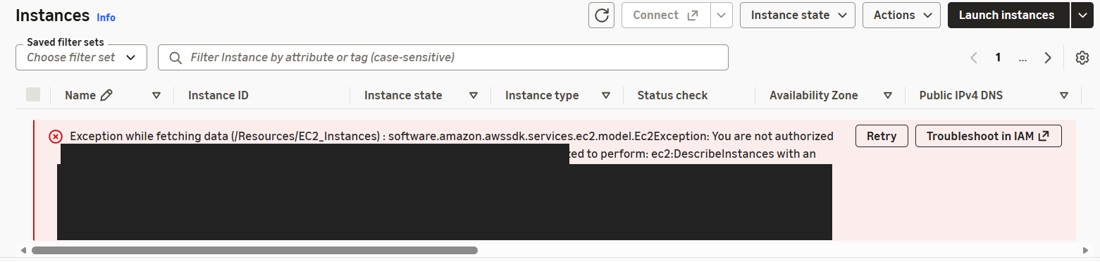 Instances Info
Connect Instance state Actions Launch instances
Saved filter sets
Choose filter set Filter Instance by attribute or tag (case-sensitive) 1 ...
Name Instance ID Instance state Instance type Status check Availability Zone Public IPv4 DNS
Exception while fetching data (/Resources/EC2_Instances) : software.amazon.awssdk.services.ec2.model.Ec2Exception: You are not authorized Retry Troubleshoot in IAM
to perform: ec2:DescribeInstances with an